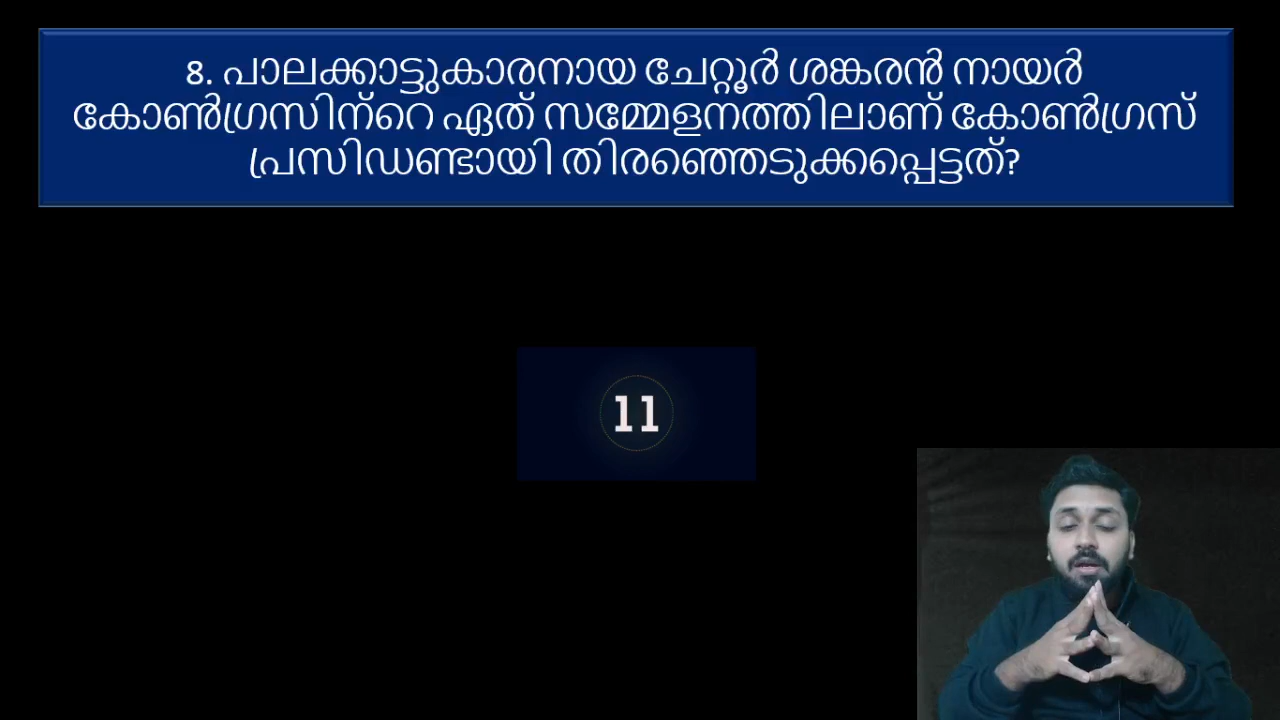 8. പാലക്കാട്ടുകാരനായ ചേറ്റൂർ ശങ്കരൻ നായർ
കോൺഗ്രസിന്റെ ഏത് സമ്മേളനത്തിലാണ് കോൺഗ്രസ്
പ്രസിഡണ്ടായി തിരഞ്ഞെടുക്കപ്പെട്ടത്?
11